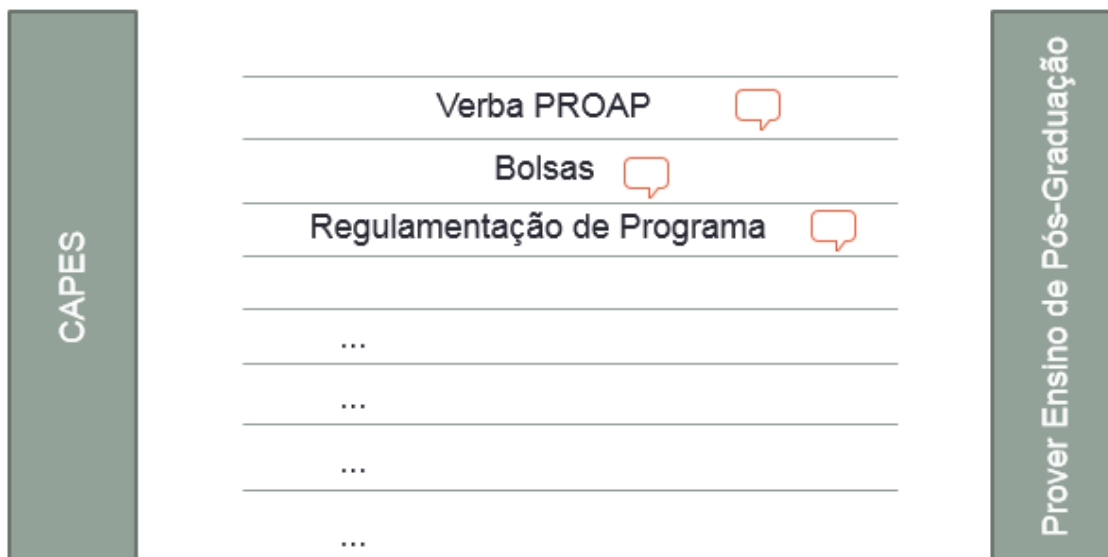 CAPES
Verba PROAP
Bolsas
Regulamentação de Programa
...
...
...
...
Prover Ensino de Pós-Graduação